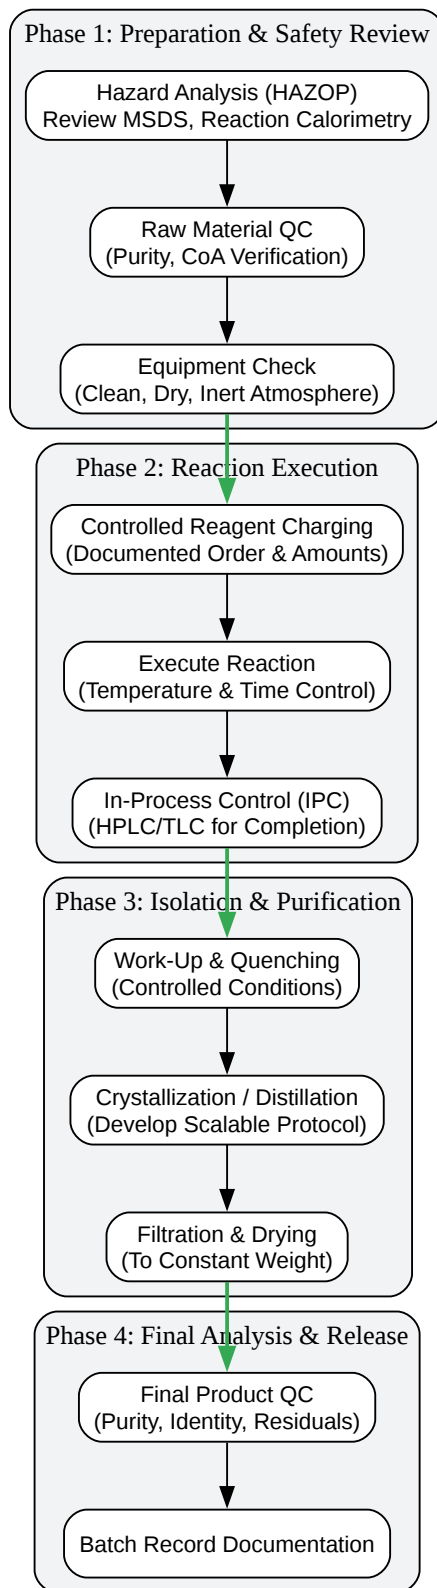 Phase 1: Preparation & Safety Review
Hazard Analysis (HAZOP)
Review MSDS, Reaction Calorimetry
Raw Material QC
(Purity, CoA Verification)
Equipment Check
(Clean, Dry, Inert Atmosphere)
Phase 2: Reaction Execution
Controlled Reagent Charging
(Documented Order & Amounts)
Execute Reaction
(Temperature & Time Control)
In-Process Control (IPC)
(HPLC/TLC for Completion)
Phase 3: Isolation & Purification
Work-Up & Quenching
(Controlled Conditions)
Crystallization / Distillation
(Develop Scalable Protocol)
Filtration & Drying
(To Constant Weight)
Phase 4: Final Analysis & Release
Final Product QC
(Purity, Identity, Residuals)
Batch Record Documentation